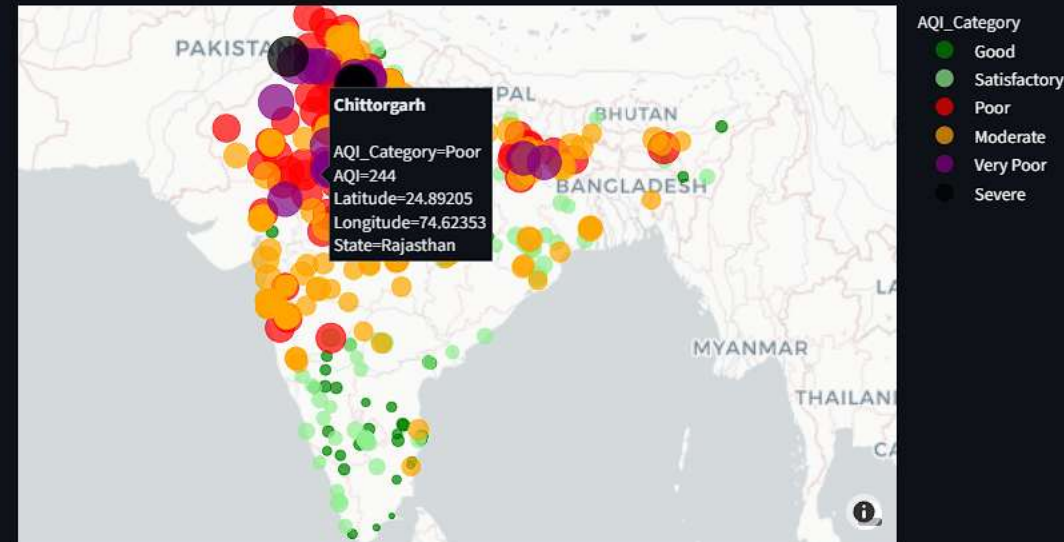 PAKISTAN
PAL
BHUTAN
BANGLADESH
MYANMAR
THAILAN
Chittorgarh
AQI_Category=Poor
AQI=244
Latitude=24.89205
Longitude=74.62353
State=Rajasthan
AQI_Category
Good
Satisfactory
Poor
Moderate
Very Poor
Severe